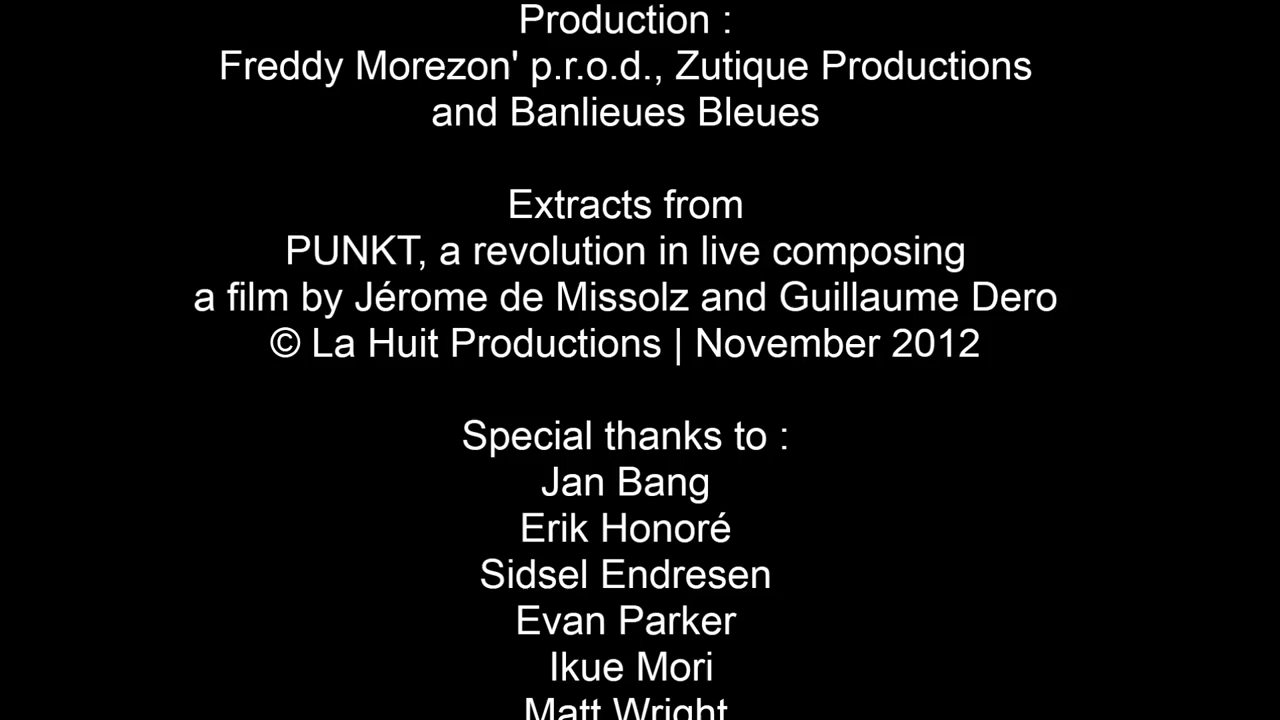 Production :
Freddy Morezon' p.r.o.d., Zutique Productions
and Banlieues Bleues
Extracts from
PUNKT, a revolution in live composing
a film by Jérome de Missolz and Guillaume Dero
© La Huit Productions | November 2012
Special thanks to :
Jan Bang
Erik Honoré
Sidsel Endresen
Evan Parker
Ikue Mori
Matt Wright